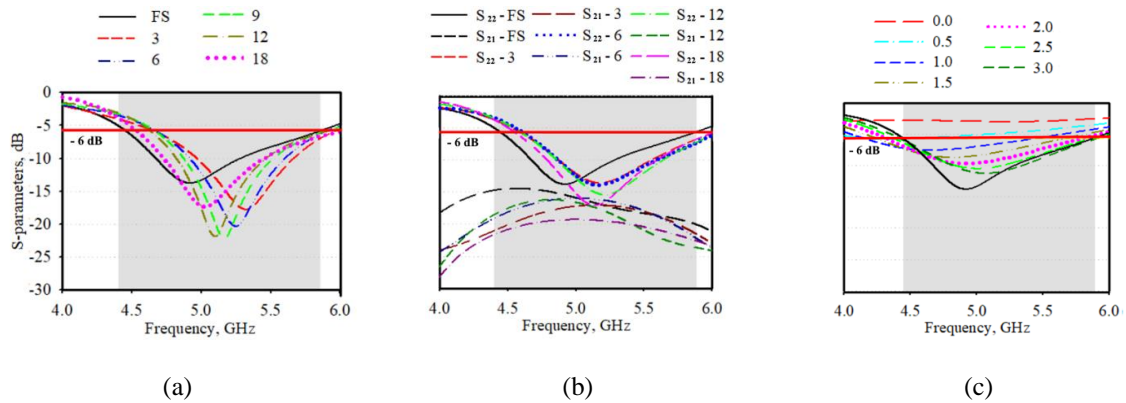 FS
3
6
9
12
18
S-parameters, dB
0
-5
-10
-15
-20
-25
-30
- 6 dB
4.0 4.5 5.0 5.5 6.0
Frequency, GHz
(a)
S₂₂ - FS
S₂₁ - FS
S₂₂ - 3
S₂₁ - 3
S₂₂ - 6
S₂₁ - 6
S₂₂ - 12
S₂₁ - 12
S₂₂ - 18
S₂₁ - 18
- 6 dB
4.0 4.5 5.0 5.5 6.0
Frequency, GHz
(b)
0.0
0.5
1.0
1.5
2.0
2.5
3.0
- 6 dB
4.0 4.5 5.0 5.5 6.0
Frequency, GHz
(c)